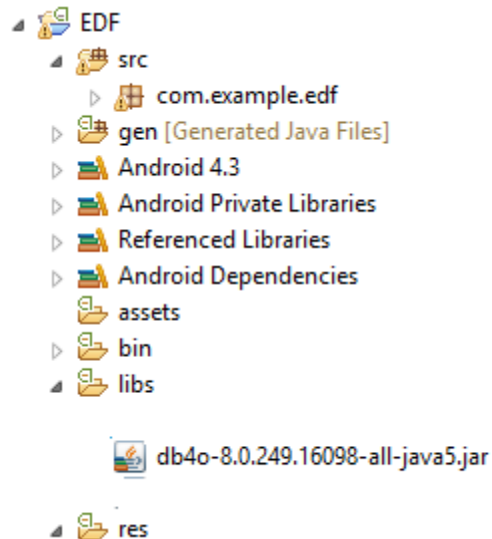 EDF
src
com.example.edf
gen [Generated Java Files]
Android 4.3
Android Private Libraries
Referenced Libraries
Android Dependencies
assets
bin
libs
db4o-8.0.249.16098-all-java5.jar
res